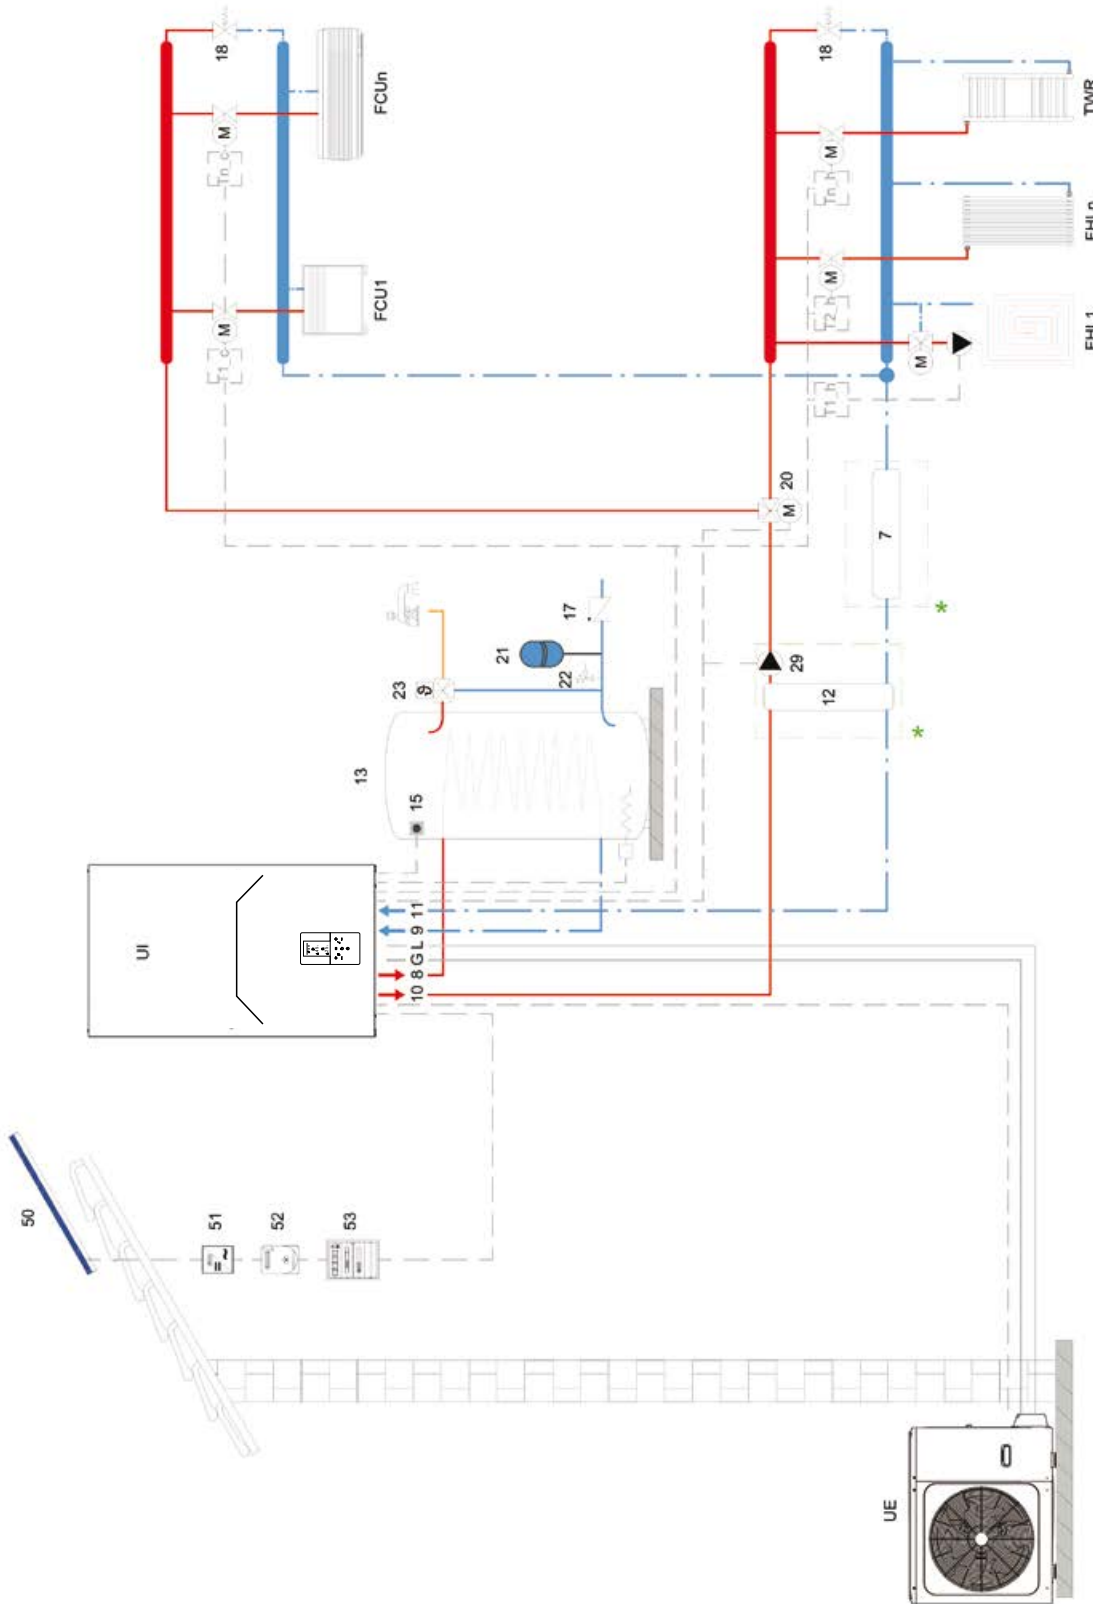 50
51
52
53
UE
UI
10 8 G L 9 11
13
15
23
ϑ
21
22
17
12
29
*
7
*
20
M
T1_c
M
Tn_c
M
18
FCU1
FCUn
T1_h
M
T2_h
M
Tn_h
M
18
FHL1
FHLn
TWR